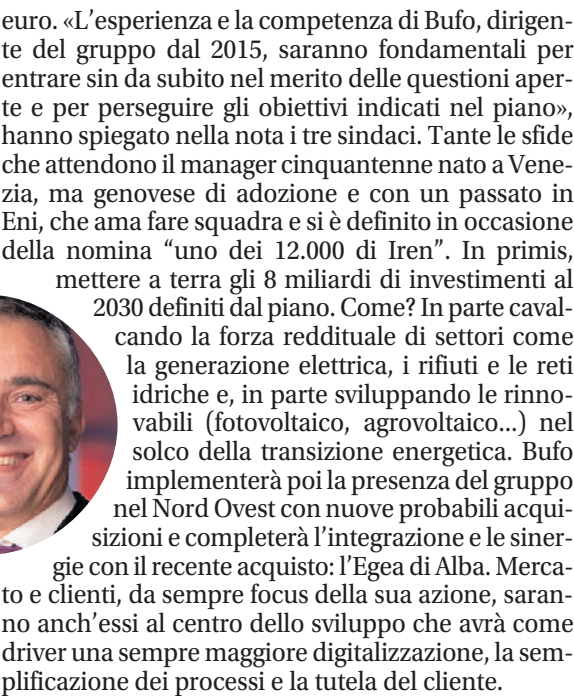 euro. «L’esperienza e la competenza di Bufo, dirigen-
te del gruppo dal 2015, saranno fondamentali per
entrare sin da subito nel merito delle questioni aper-
te e per perseguire gli obiettivi indicati nel piano»,
hanno spiegato nella nota i tre sindaci. Tante le sfide
che attendono il manager cinquantenne nato a Vene-
zia, ma genovese di adozione e con un passato in
Eni, che ama fare squadra e si è definito in occasione
della nomina “uno dei 12.000 di Iren”. In primis,
mettere a terra gli 8 miliardi di investimenti al
2030 definiti dal piano. Come? In parte caval-
cando la forza reddituale di settori come
la generazione elettrica, i rifiuti e le reti
idriche e, in parte sviluppando le rinno-
vabili (fotovoltaico, agrovoltaico...) nel
solco della transizione energetica. Bufo
implementerà poi la presenza del gruppo
nel Nord Ovest con nuove probabili acqui-
sizioni e completerà l’integrazione e le siner-
gie con il recente acquisto: l’Egea di Alba. Merca-
to e clienti, da sempre focus della sua azione, saran-
no anch’essi al centro dello sviluppo che avrà come
driver una sempre maggiore digitalizzazione, la sem-
plificazione dei processi e la tutela del cliente.